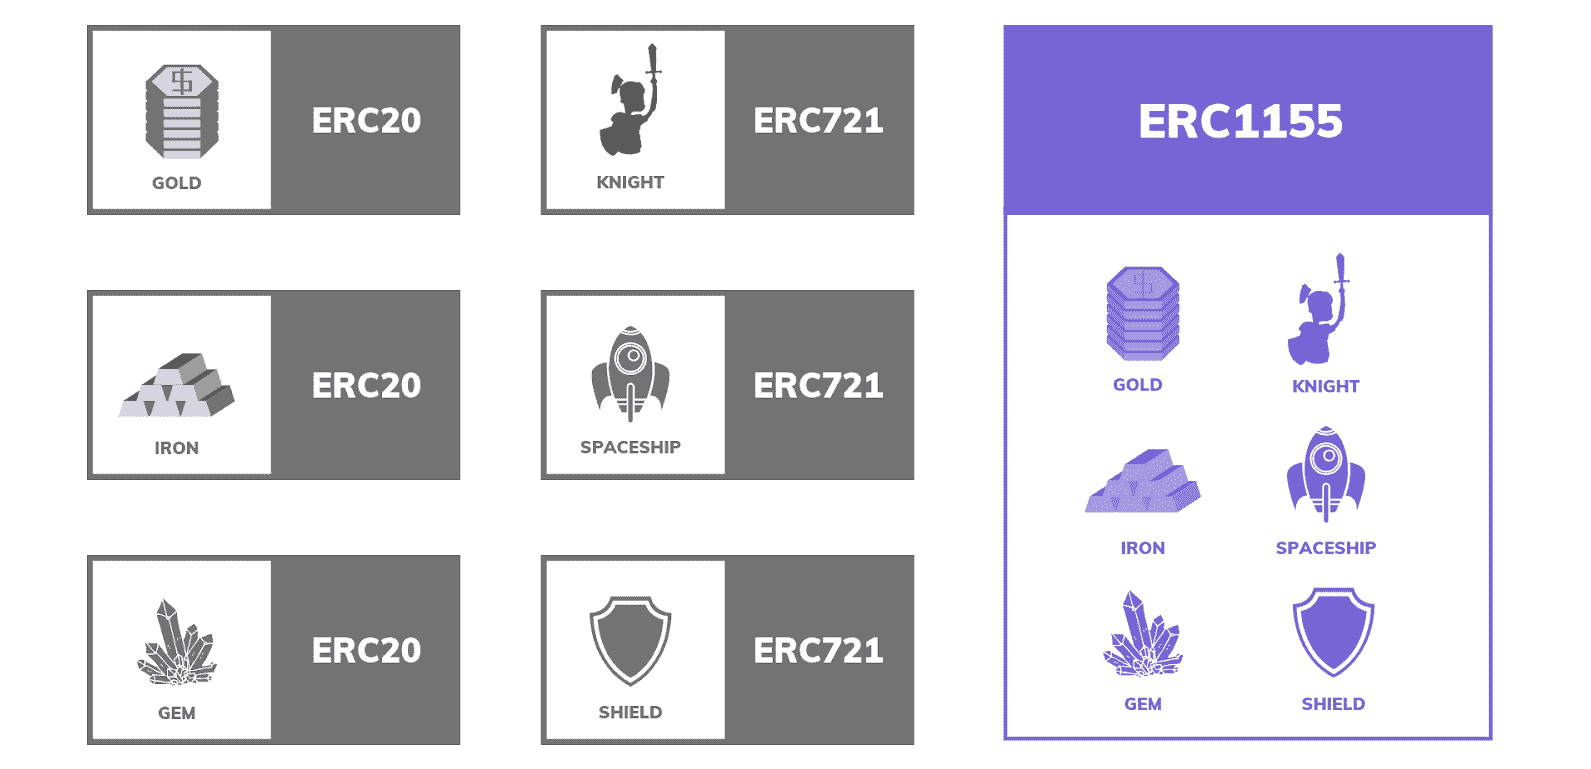 ERC20
GOLD
ERC721
KNIGHT
ERC1155
GOLD
KNIGHT
ERC20
IRON
ERC721
SPACESHIP
IRON
SPACESHIP
ERC20
GEM
ERC721
SHIELD
GEM
SHIELD